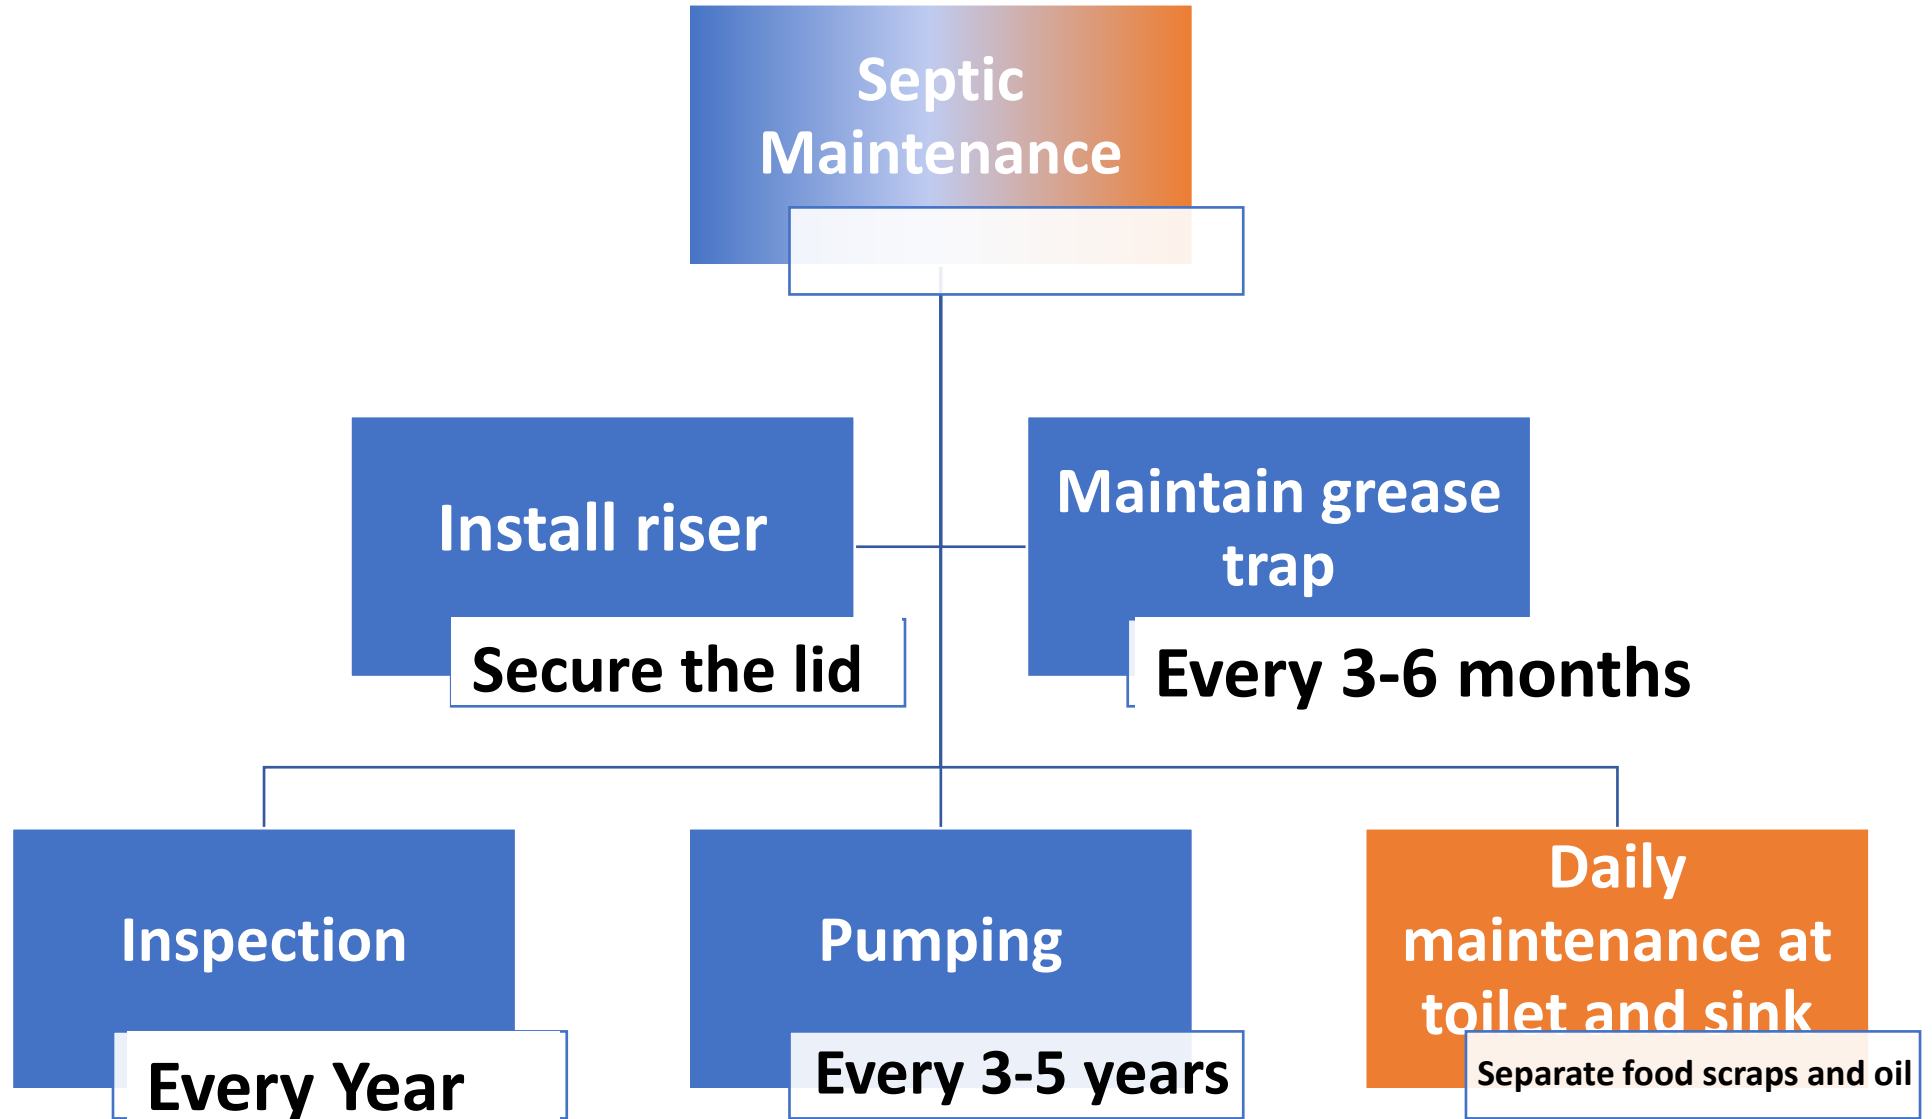 Septic
Maintenance
Install riser
Secure the lid
Maintain grease
trap
Every 3-6 months
Inspection
Every Year
Pumping
Every 3-5 years
Daily
maintenance at
toilet and sink
Separate food scraps and oil